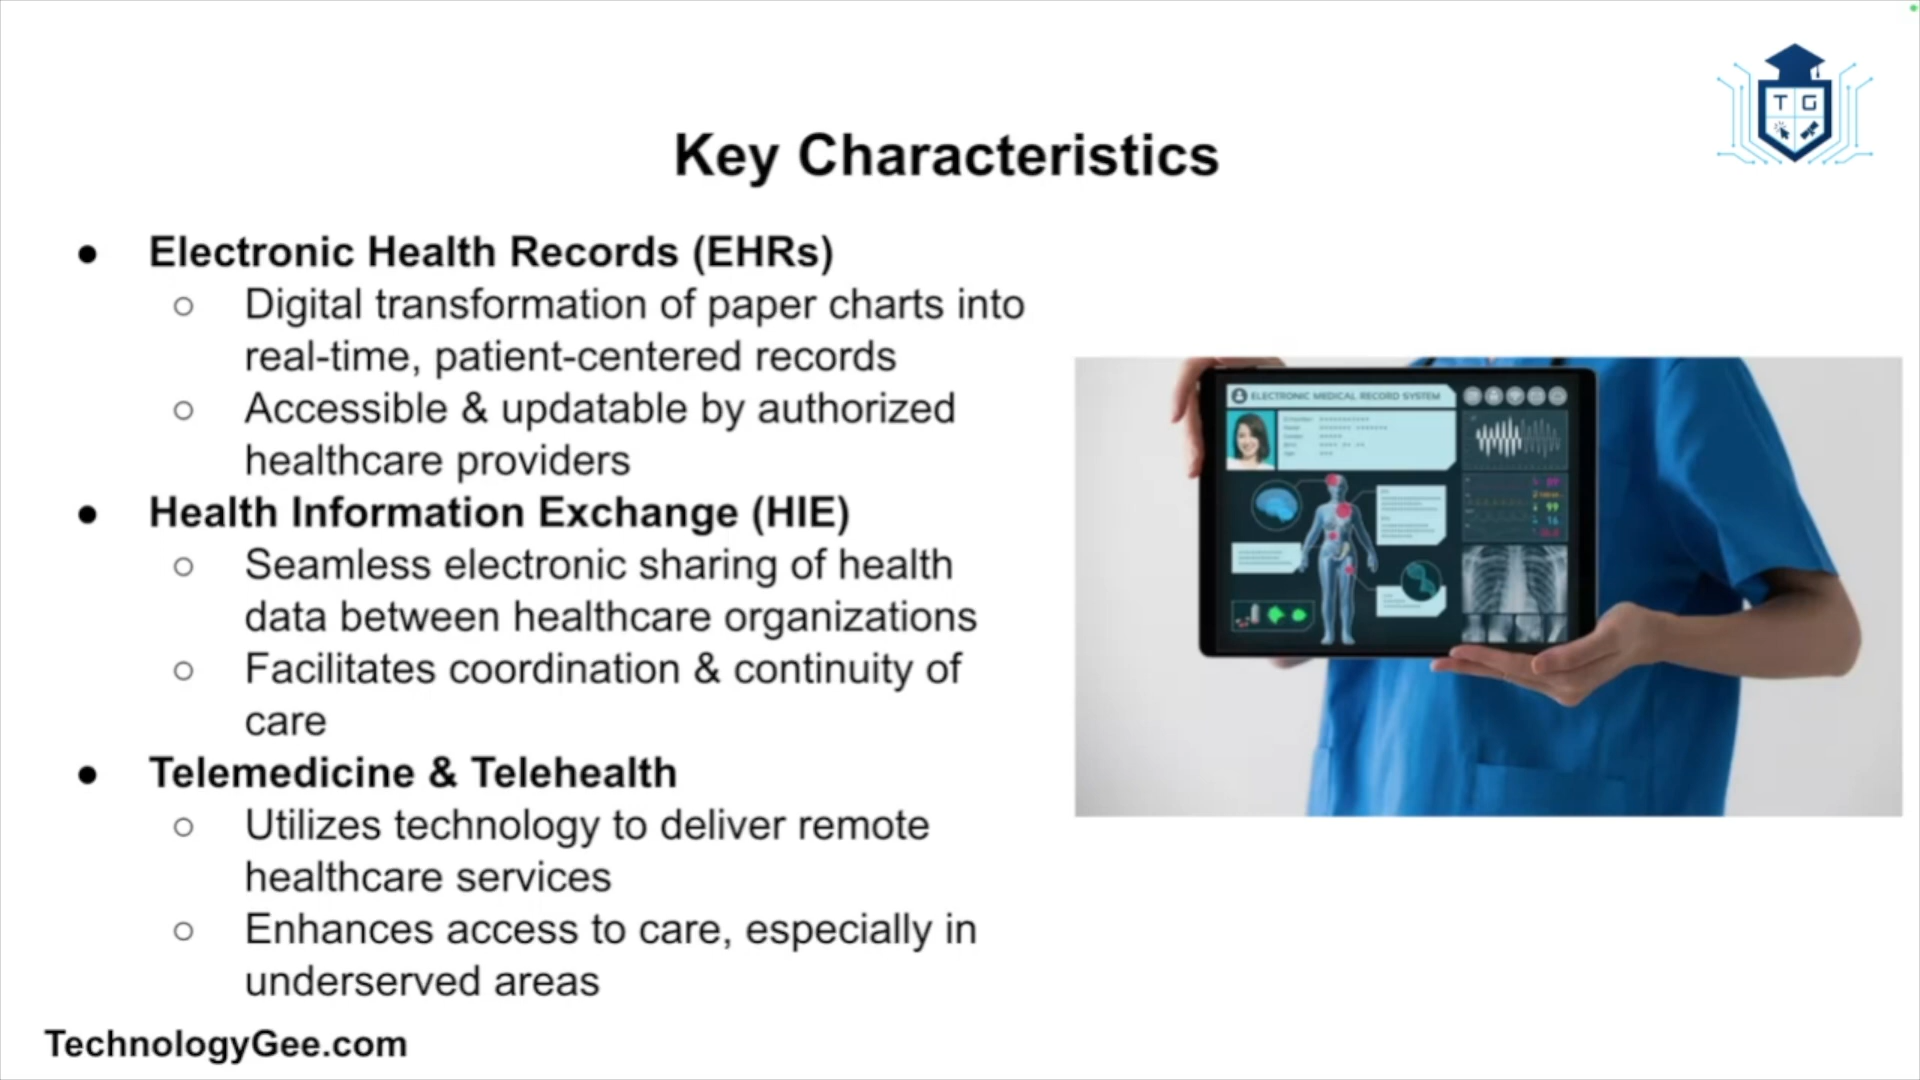 T G
Key Characteristics
● Electronic Health Records (EHRs)
○ Digital transformation of paper charts into
real-time, patient-centered records
○ Accessible & updatable by authorized
healthcare providers
● Health Information Exchange (HIE)
○ Seamless electronic sharing of health
data between healthcare organizations
○ Facilitates coordination & continuity of
care
● Telemedicine & Telehealth
○ Utilizes technology to deliver remote
healthcare services
○ Enhances access to care, especially in
underserved areas
ELECTRONIC MEDICAL RECORD SYSTEM
99
16
TechnologyGee.com